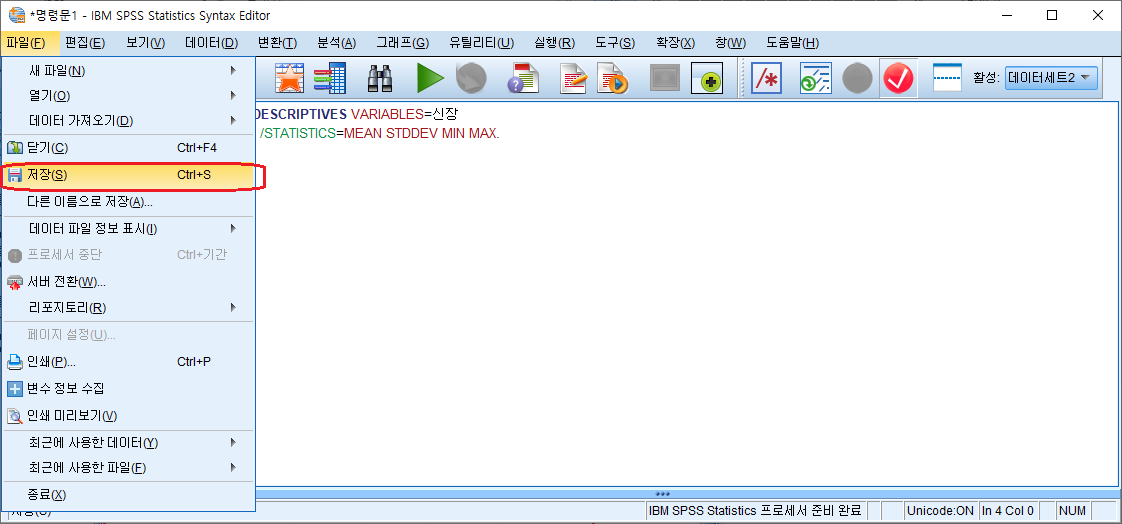 *명령문1 - IBM SPSS Statistics Syntax Editor
파일(F) 편집(E) 보기(V) 데이터(D) 변환(T) 분석(A) 그래프(G) 유틸리티(U) 실행(R) 도구(S) 확장(X) 창(W) 도움말(H)
활성: 데이터세트2
새 파일(N)
열기(O)
데이터 가져오기(D)
닫기(C) Ctrl+F4
저장(S) Ctrl+S
다른 이름으로 저장(A)...
데이터 파일 정보 표시(I)
프로세서 중단 Ctrl+기간
서버 전환(W)...
리포지토리(R)
페이지 설정(U)...
인쇄(P)... Ctrl+P
변수 정보 수집
인쇄 미리보기(V)
최근에 사용한 데이터(Y)
최근에 사용한 파일(F)
종료(X)
DESCRIPTIVES VARIABLES=신장
/STATISTICS=MEAN STDDEV MIN MAX.
IBM SPSS Statistics 프로세서 준비 완료 Unicode:ON In 4 Col 0 NUM